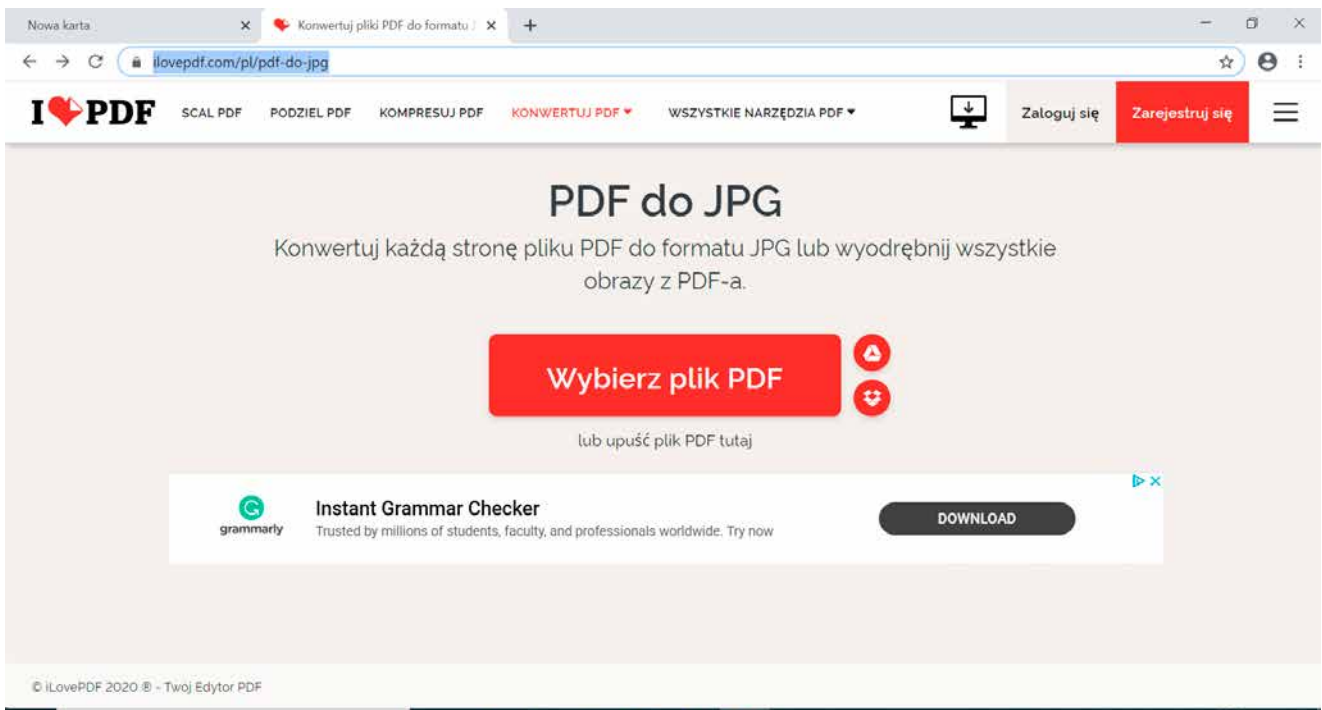 Nowa karta
Konwertuj pliki PDF do formatu J
ilovepdf.com/pl/pdf-do-jpg
I PDF
SCAL PDF
PODZIEL PDF
KOMPRESUJ PDF
KONWERTUJ PDF
WSZYSTKIE NARZĘDZIA PDF
Zaloguj się
Zarejestruj się
PDF do JPG
Konwertuj każdą stronę pliku PDF do formatu JPG lub wyodrębnij wszystkie
obrazy z PDF-a.
Wybierz plik PDF
lub upuść plik PDF tutaj
grammarly
Instant Grammar Checker
Trusted by millions of students, faculty, and professionals worldwide. Try now
DOWNLOAD
© iLovePDF 2020 ® - Twoj Edytor PDF